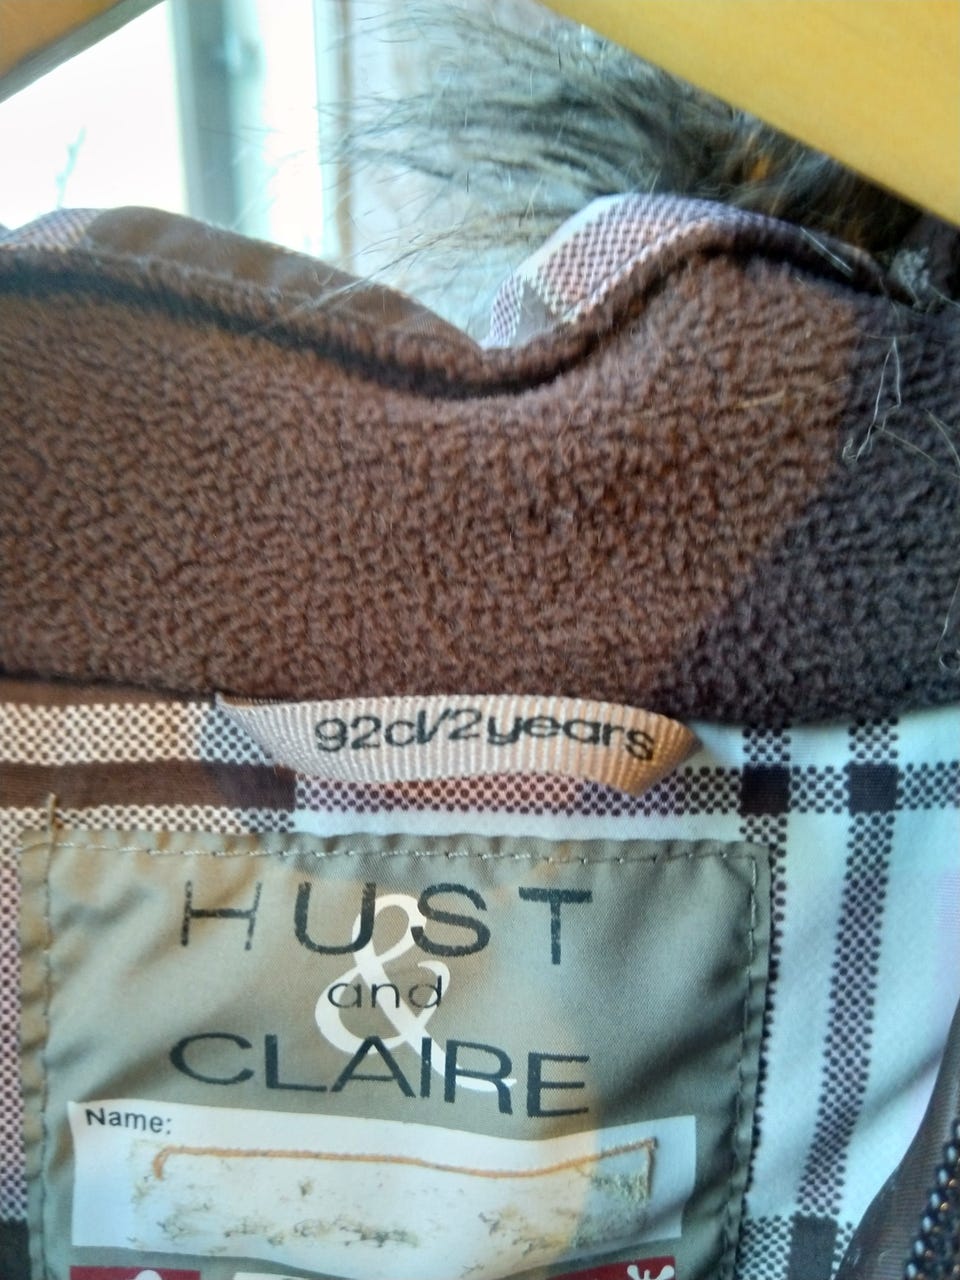 92cl/2years
HUST
&
and
CLAIRE
Name: